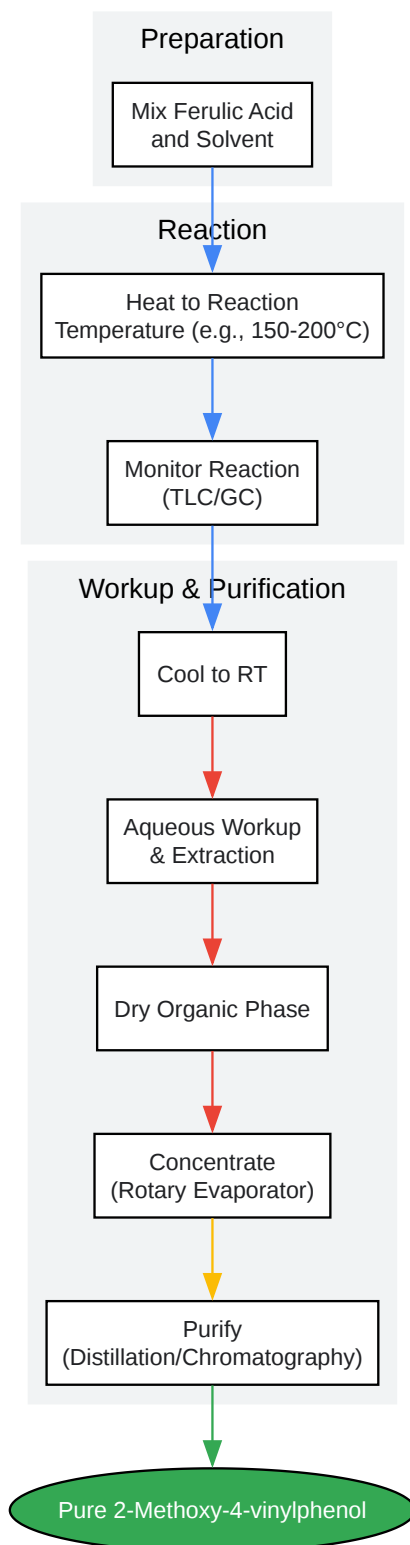 Preparation
Mix Ferulic Acid
and Solvent
Reaction
Heat to Reaction
Temperature (e.g., 150-200°C)
Monitor Reaction
(TLC/GC)
Workup & Purification
Cool to RT
Aqueous Workup
& Extraction
Dry Organic Phase
Concentrate
(Rotary Evaporator)
Purify
(Distillation/Chromatography)
Pure 2-Methoxy-4-vinylphenol